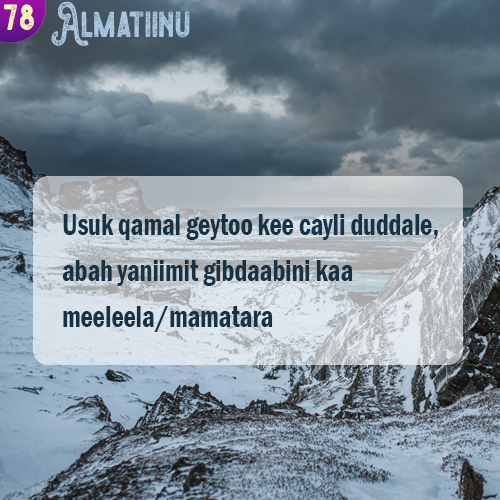 78
ALMATIINU
Usuk qamal geytoo kee cayli duddale,
abah yaniimit gibdaabini kaa
meeleela/mamatara